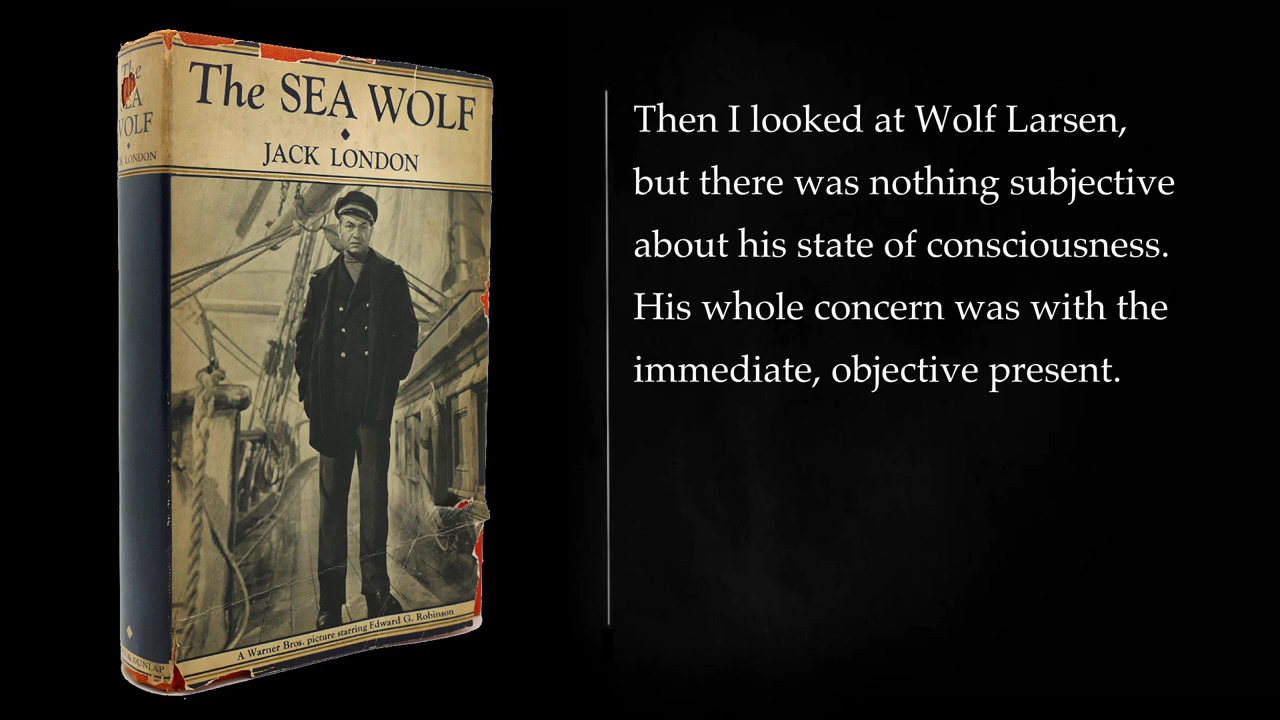 The
SEA
WOLF
LONDON
The SEA WOLF
JACK LONDON
A Warner Bros. picture starring Edward G. Robinson
DUNLAP
Then I looked at Wolf Larsen,
but there was nothing subjective
about his state of consciousness.
His whole concern was with the
immediate, objective present.